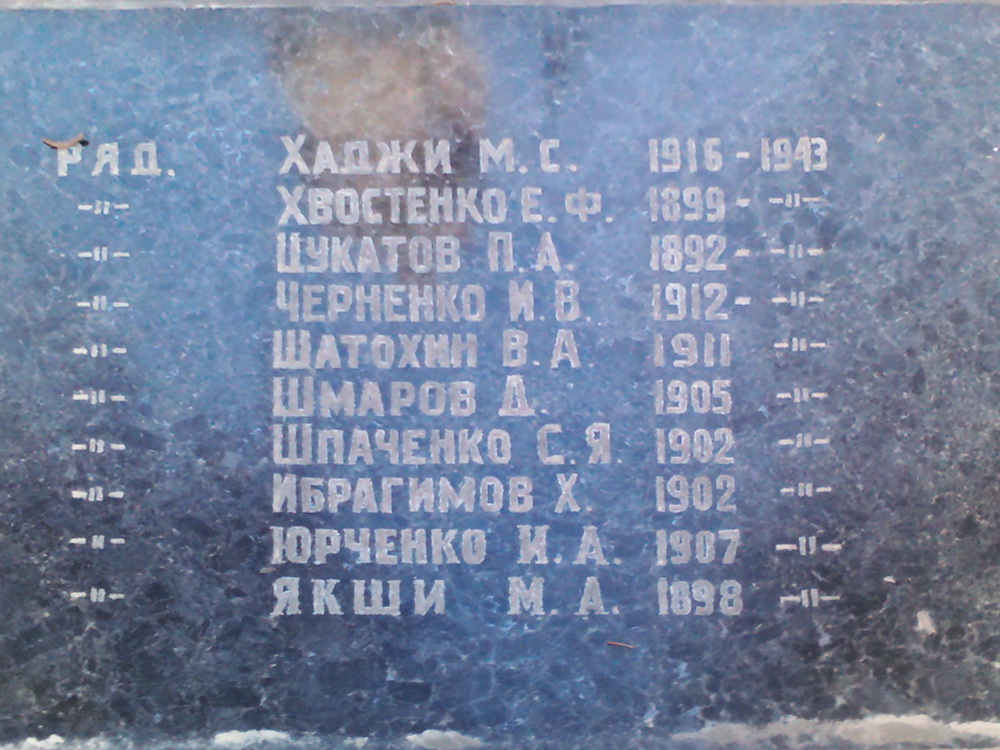 РЯД. ХАДЖИ М.С. 1916-1943
-"- ХВОСТЕНКО Е.Ф. 1899- -"-
-"- ЦУКАТОВ П.А. 1892- -"-
-"- ЧЕРНЕНКО И.В. 1912- -"-
-"- ШАТОХИН В.А 1911 -"-
-"- ШМАРОВ Д. 1905 -"-
-"- ШПАЧЕНКО С.Я. 1902 -"-
-"- ИБРАГИМОВ Х. 1902 -"-
-"- ЮРЧЕНКО И.А. 1907 -"-
-"- ЯКШИ М.А. 1898 -"-